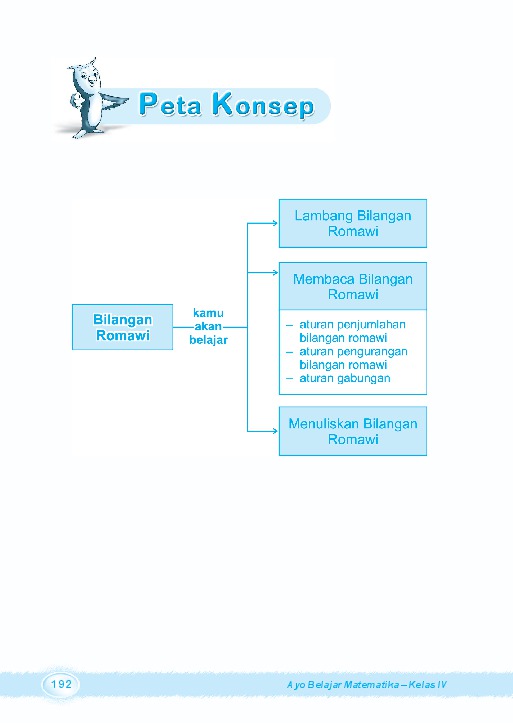 Peta Konsep
Lambang Bilangan
Romawi
Membaca Bilangan
Romawi
– aturan penjumlahan
bilangan romawi
– aturan pengurangan
bilangan romawi
– aturan gabungan
Bilangan
Romawi
kamu
akan
belajar
Menuliskan Bilangan
Romawi
192
Ayo Belajar Matematika – Kelas IV